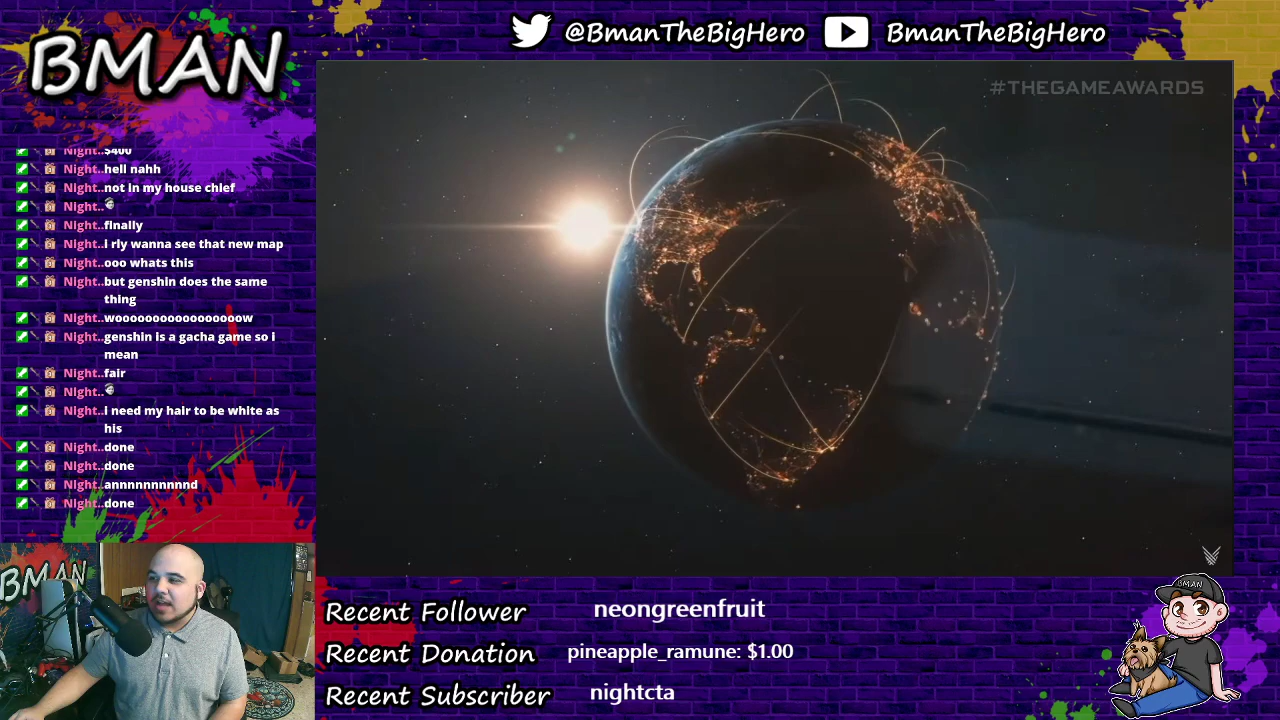 BMAN
@BmanTheBigHero
BmanTheBigHero
#THEGAMEAWARDS
Night.. $400
Night.. hell nahh
Night.. not in my house chief
Night..
Night.. finally
Night.. i rly wanna see that new map
Night.. ooo whats this
Night.. but genshin does the same
thing
Night.. wooooooooooooooooow
Night.. genshin is a gacha game so i
mean
Night.. fair
Night..
Night.. i need my hair to be white as
his
Night.. done
Night.. done
Night.. annnnnnnnnnd
Night.. done
BMAN
Recent Follower neongreenfruit
Recent Donation pineapple_ramune: $1.00
Recent Subscriber nightcta
BMAN